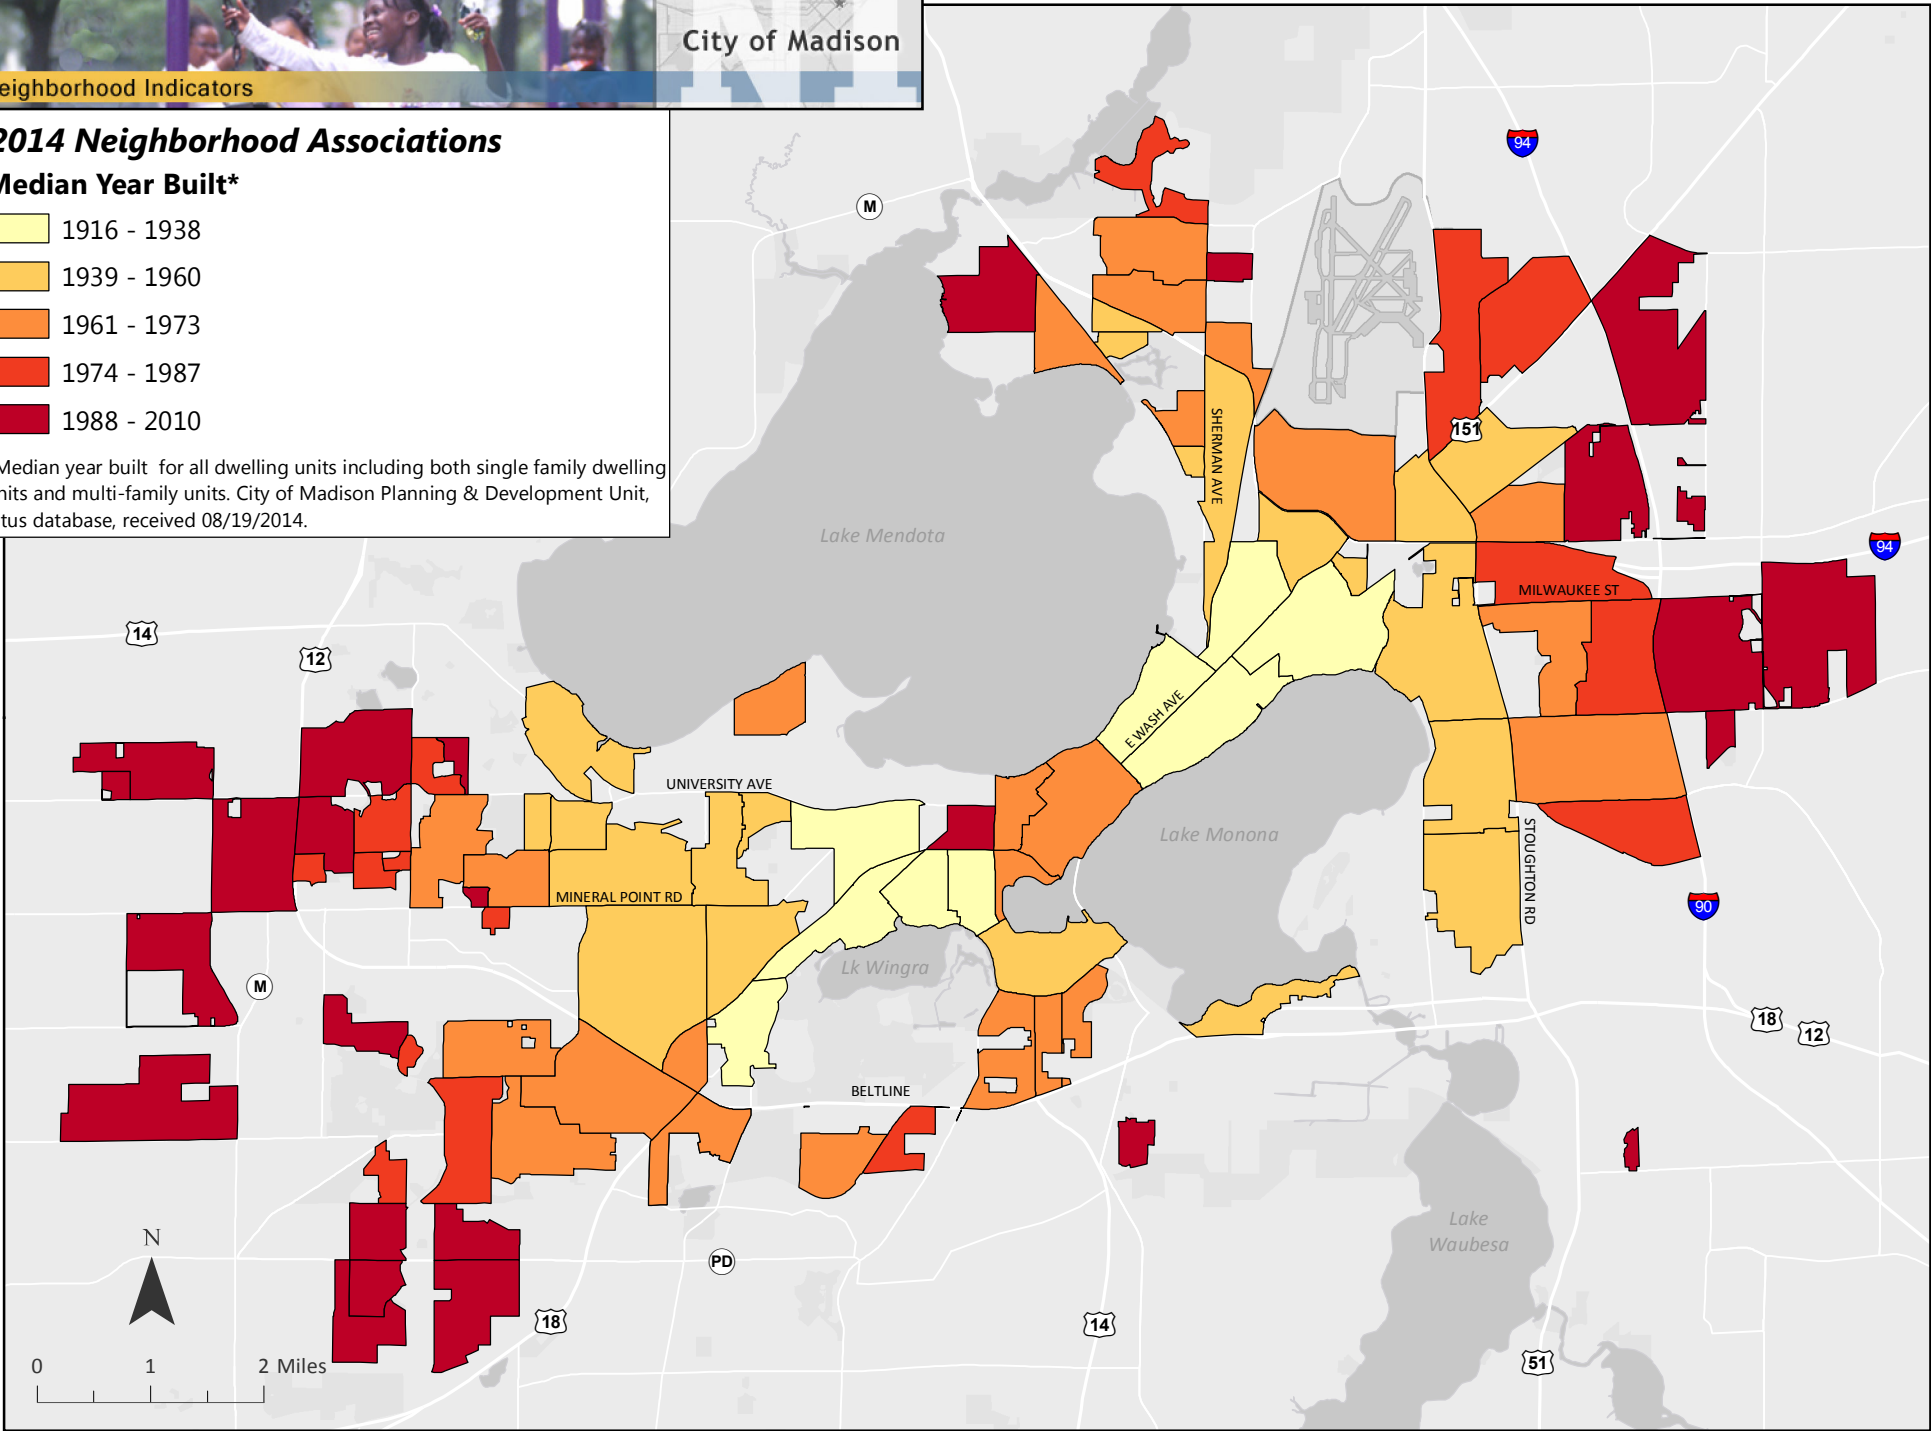 City of Madison
eighborhood Indicators
2014 Neighborhood Associations
Median Year Built*
1916 - 1938
1939 - 1960
1961 - 1973
1974 - 1987
1988 - 2010
Median year built for all dwelling units including both single family dwelling
nits and multi-family units. City of Madison Planning & Development Unit,
tus database, received 08/19/2014.
94
M
151
SHERMAN AVE
Lake Mendota
94
MILWAUKEE ST
14
12
E WASH AVE
UNIVERSITY AVE
Lake Monona
STOUGHTON RD
MINERAL POINT RD
90
Lk Wingra
M
18
12
BELTLINE
Lake
Waubesa
N
PD
18
14
51
0 1 2 Miles